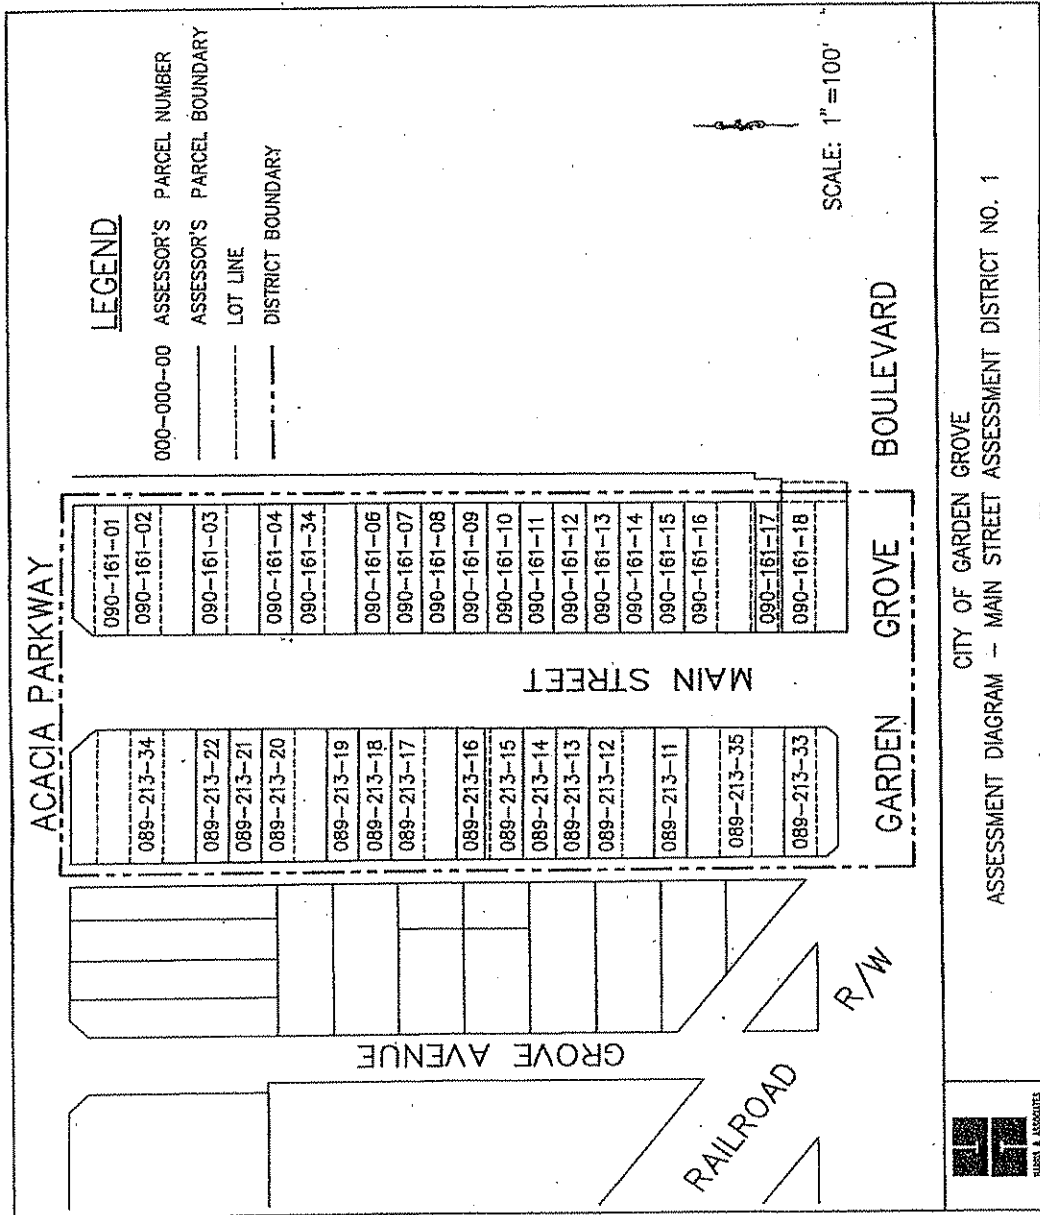 ACACIA PARKWAY
LEGEND
000-000-00 ASSESSOR'S PARCEL NUMBER
ASSESSOR'S PARCEL BOUNDARY
LOT LINE
DISTRICT BOUNDARY
089-213-34
089-213-22
089-213-21
089-213-20
089-213-19
089-213-18
089-213-17
089-213-16
089-213-15
089-213-14
089-213-13
089-213-12
089-213-11
089-213-35
089-213-33
MAIN STREET
090-161-01
090-161-02
090-161-03
090-161-04
090-161-34
090-161-06
090-161-07
090-161-08
090-161-09
090-161-10
090-161-11
090-161-12
090-161-13
090-161-14
090-161-15
090-161-16
090-161-17
090-161-18
GROVE AVENUE
RAILROAD R/W
GARDEN GROVE BOULEVARD
SCALE: 1"=100'
CITY OF GARDEN GROVE
ASSESSMENT DIAGRAM - MAIN STREET ASSESSMENT DISTRICT NO. 1
& ASSOCIATES